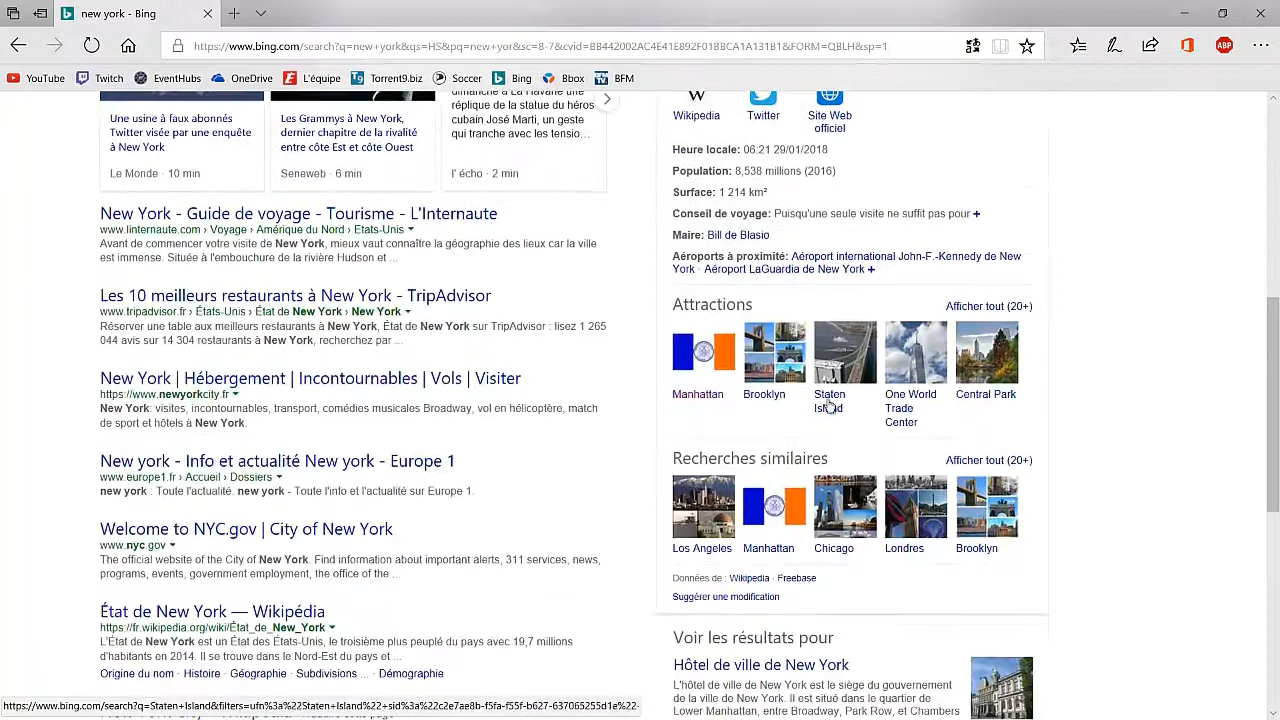 new york - Bing
https://www.bing.com/search?q=new+york&qs=HS&pq=new+yor&sc=8-7&cvid=BB442002AC4E41E892F01BBCA1A131B1&FORM=QBLH&sp=1
ABP
YouTube Twitch EventHubs OneDrive L'équipe Torrent9.biz Soccer Bing Bbox BFM
Une usine à faux abonnés
Twitter visée par une enquête
à New York
Le Monde · 10 min
Les Grammys à New York,
dernier chapitre de la rivalité
entre côte Est et côte Ouest
Seneweb · 6 min
dimanche à La Havane une
réplique de la statue du héros
cubain José Marti, un geste
qui tranche avec les tensio...
l' écho · 2 min
New York - Guide de voyage - Tourisme - L'Internaute
www.linternaute.com › Voyage › Amérique du Nord › Etats-Unis
Avant de commencer votre visite de New York, mieux vaut connaître la géographie des lieux car la ville
est immense. Située à l'embouchure de la rivière Hudson et ...
Les 10 meilleurs restaurants à New York - TripAdvisor
www.tripadvisor.fr › États-Unis › État de New York › New York
Réserver une table aux meilleurs restaurants à New York, État de New York sur TripAdvisor : lisez 1 265
044 avis sur 14 304 restaurants à New York, recherchez par ...
New York | Hébergement | Incontournables | Vols | Visiter
https://www.newyorkcity.fr
New York: visites, incontournables, transport, comédies musicales Broadway, vol en hélicoptère, match
de sport et hôtels à New York.
New york - Info et actualité New york - Europe 1
www.europe1.fr › Accueil › Dossiers
new york : Toute l'actualité. new york - Toute l'info et l'actualité sur Europe 1.
Welcome to NYC.gov | City of New York
www.nyc.gov
The official website of the City of New York. Find information about important alerts, 311 services, news,
programs, events, government employment, the office of the ...
État de New York — Wikipédia
https://fr.wikipedia.org/wiki/État_de_New_York
L'État de New York est un État des États-Unis, le troisième plus peuplé du pays avec 19,7 millions
d'habitants en 2014. Il se trouve dans le Nord-Est du pays et ...
Origine du nom · Histoire · Géographie · Subdivisions ... · Démographie
W
Wikipedia
Twitter
Site Web
officiel
Heure locale: 06:21 29/01/2018
Population: 8,538 millions (2016)
Surface: 1 214 km²
Conseil de voyage: Puisqu'une seule visite ne suffit pas pour +
Maire: Bill de Blasio
Aéroports à proximité: Aéroport international John-F.-Kennedy de New
York · Aéroport LaGuardia de New York +
Attractions
Afficher tout (20+)
Manhattan
Brooklyn
Staten
Island
One World
Trade
Center
Central Park
Recherches similaires
Afficher tout (20+)
Los Angeles
Manhattan
Chicago
Londres
Brooklyn
Données de : Wikipedia · Freebase
Suggérer une modification
Voir les résultats pour
Hôtel de ville de New York
L'hôtel de ville de New York est le siège du gouvernement
de la ville de New York. Il est situé dans le quartier de
Lower Manhattan, entre Broadway, Park Row, et Chambers
https://www.bing.com/search?q=Staten+Island&filters=ufn%3a%22Staten+Island%22+sid%3a%22c2e7ae8b-f5fa-f55f-b627-637065255d1e%22